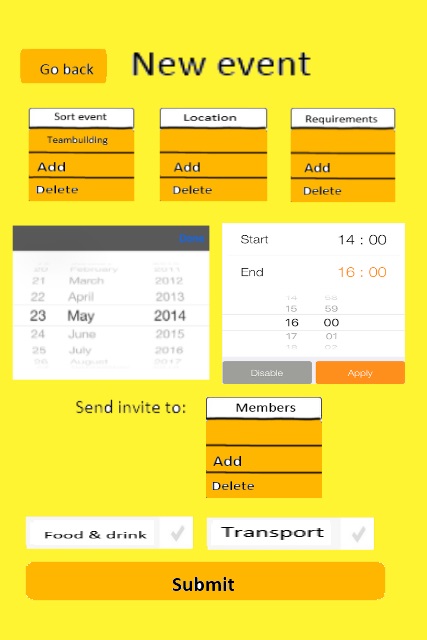 Go back
New event
Sort event
Location
Requirements
Teambuilding
Add
Add
Add
Delete
Delete
Delete
20 February 2011
21 March 2012
22 April 2013
23 May 2014
24 June 2015
25 July 2016
26 August 2017
Start 14 : 00
End 16 : 00
14 58
15 59
16 00
17 01
18 02
Disable
Apply
Send invite to:
Members
Add
Delete
Food & drink
Transport
Submit